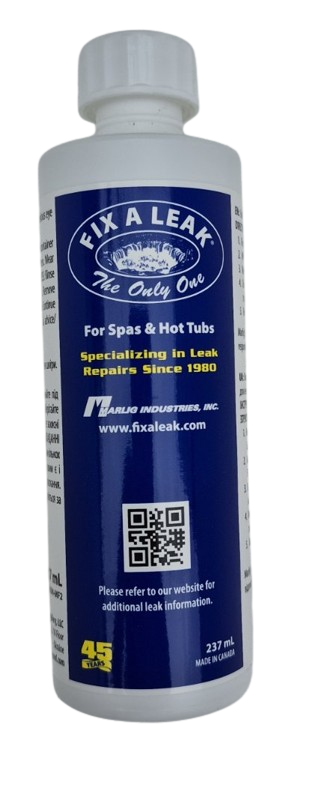 FIX A LEAK®
The Only One
For Spas & Hot Tubs
Specializing in Leak
Repairs Since 1980
MARLIG INDUSTRIES, INC.
www.fixaleak.com
Please refer to our website for
additional leak information.
45
YEARS
237 mL
MADE IN CANADA